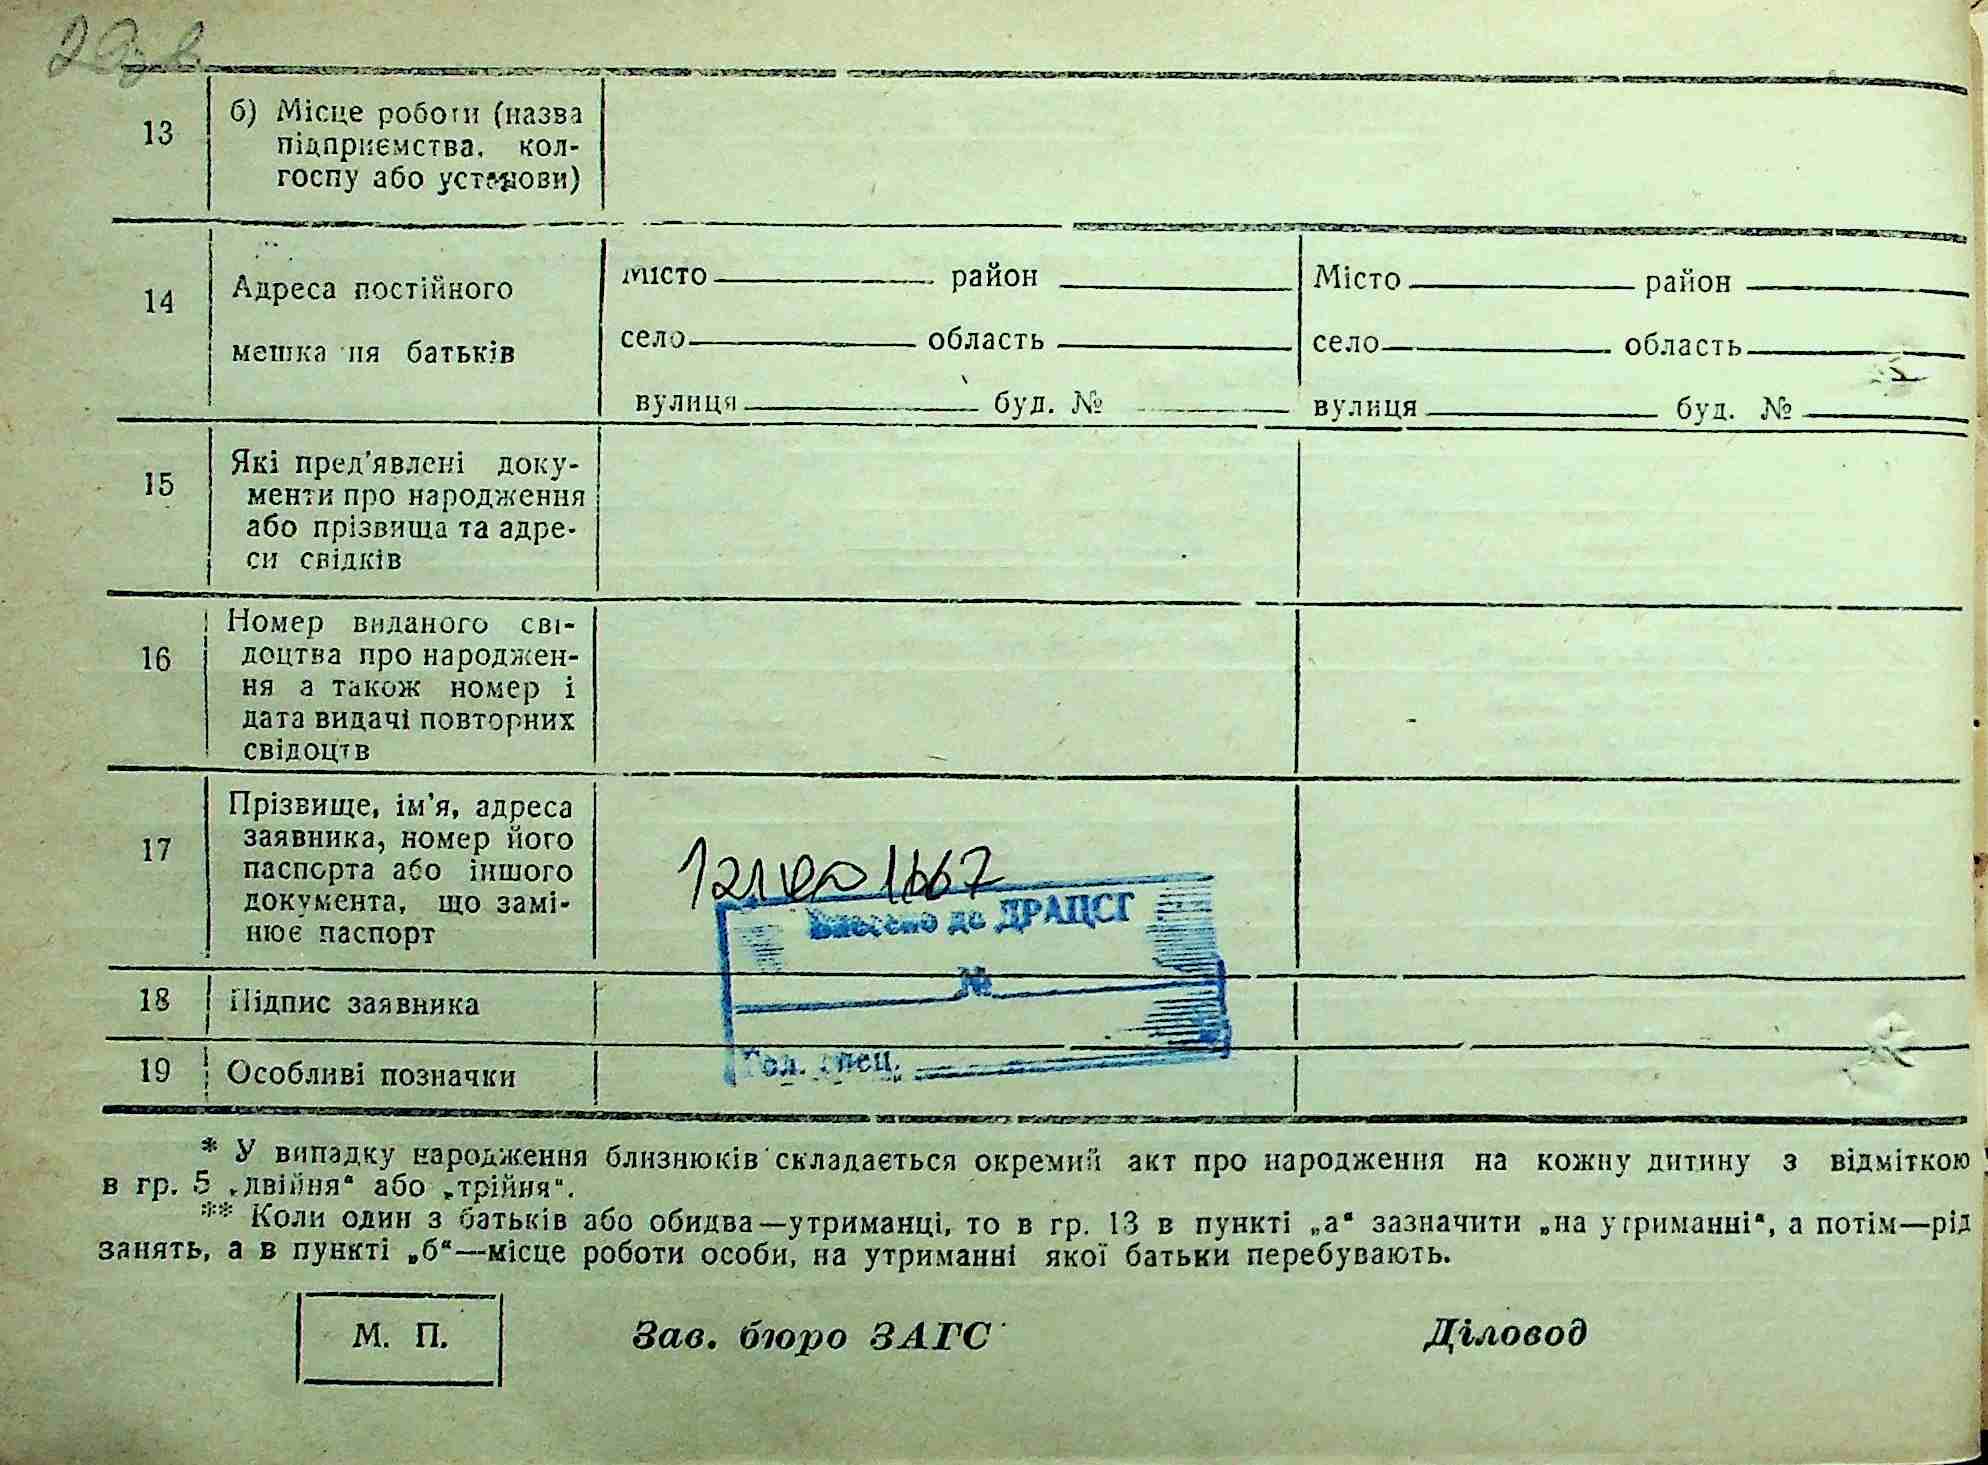 13
б) Місце роботи (назва
підприємства, кол-
госпу або установи)
14
Адреса постійного
мешка ня батьків
Місто район
село область
вулиця буд. №
Місто район
село область
вулиця буд. №
15
Які пред'явлені доку-
менти про народження
або прізвища та адре-
си свідків
16
Номер виданого сві-
доцтва про народжен-
ня а також номер і
дата видачі повторних
свідоцтв
17
Прізвище, ім'я, адреса
заявника, номер його
паспорта або іншого
документа, що замі-
нює паспорт
Внесено до ДРАЦСГ
№
Гол. спец.
18
Підпис заявника
19
Особливі позначки
* У випадку народження близнюків складається окремий акт про народження на кожну дитину з відміткою
в гр. 5 „двійня“ або „трійня“.
** Коли один з батьків або обидва—утриманці, то в гр. 13 в пункті „а“ зазначити „на утриманні“, а потім—рід
занять, а в пункті „б“—місце роботи особи, на утриманні якої батьки перебувають.
М. П.
Зав. бюро ЗАГС
Діловод